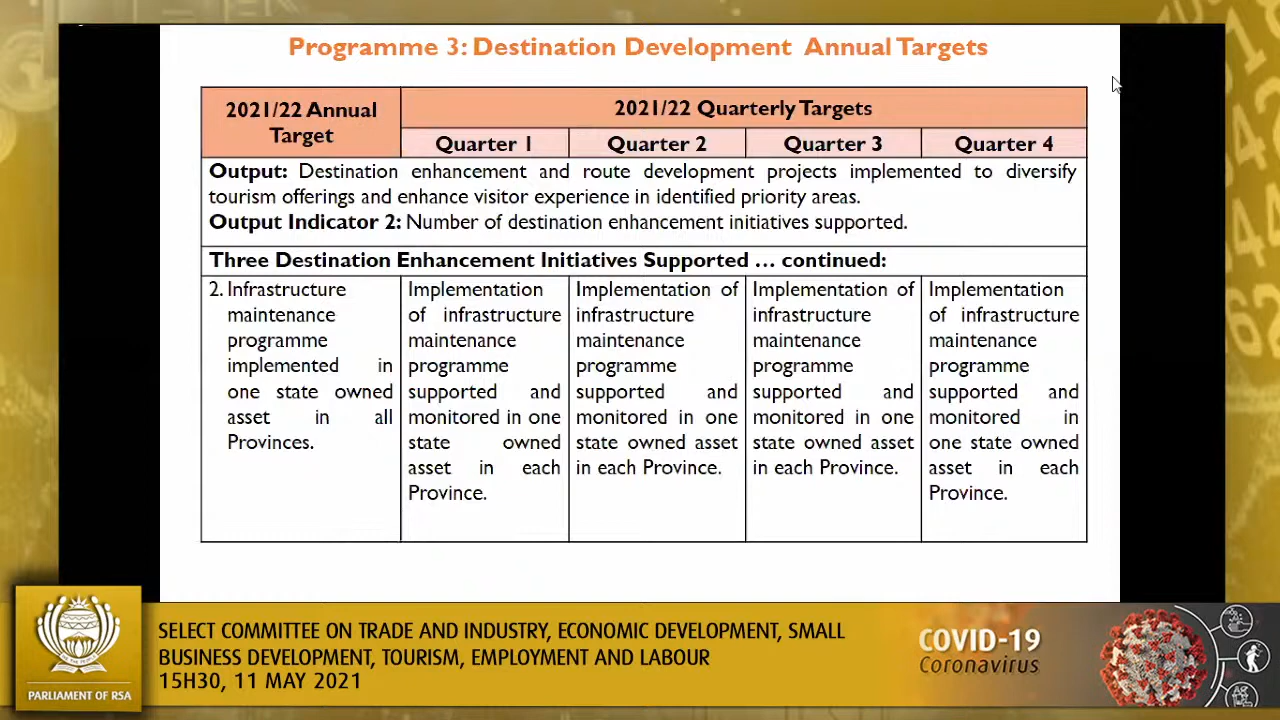 Programme 3: Destination Development Annual Targets
2021/22 Annual
Target
2021/22 Quarterly Targets
Quarter 1
Quarter 2
Quarter 3
Quarter 4
Output: Destination enhancement and route development projects implemented to diversify
tourism offerings and enhance visitor experience in identified priority areas.
Output Indicator 2: Number of destination enhancement initiatives supported.
Three Destination Enhancement Initiatives Supported … continued:
2. Infrastructure
maintenance
programme
implemented in
one state owned
asset in all
Provinces.
Implementation
of infrastructure
maintenance
programme
supported and
monitored in one
state owned
asset in each
Province.
Implementation of
infrastructure
maintenance
programme
supported and
monitored in one
state owned asset
in each Province.
Implementation of
infrastructure
maintenance
programme
supported and
monitored in one
state owned asset
in each Province.
Implementation
of infrastructure
maintenance
programme
supported and
monitored in
one state owned
asset in each
Province.
PARLIAMENT OF RSA
SELECT COMMITTEE ON TRADE AND INDUSTRY, ECONOMIC DEVELOPMENT, SMALL
BUSINESS DEVELOPMENT, TOURISM, EMPLOYMENT AND LABOUR
15H30, 11 MAY 2021
COVID-19
Coronavirus